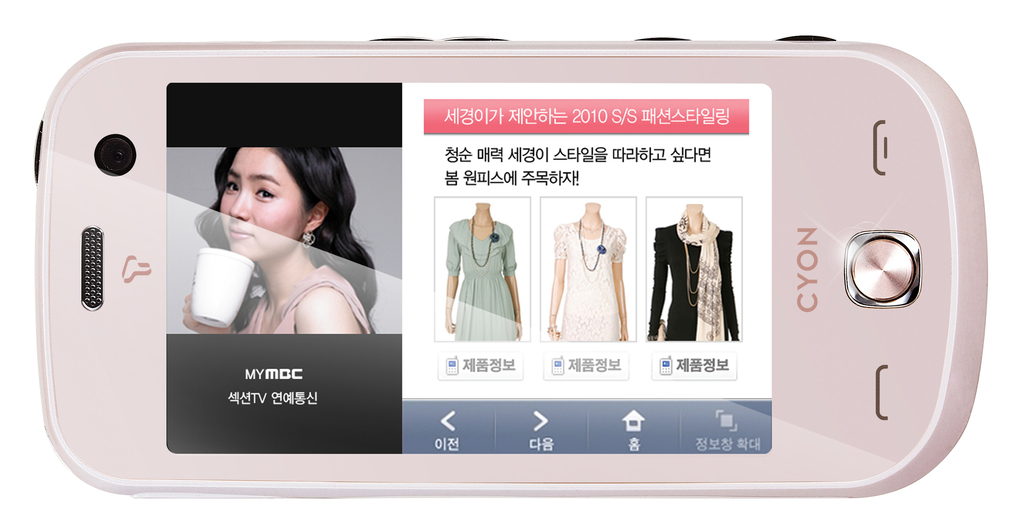 세경이가 제안하는 2010 S/S 패션스타일링
청순 매력 세경이 스타일을 따라하고 싶다면
봄 원피스에 주목하자!
제품정보 제품정보 제품정보
MYMBC
섹션TV 연예통신
이전 다음 홈 정보창 확대
CYON